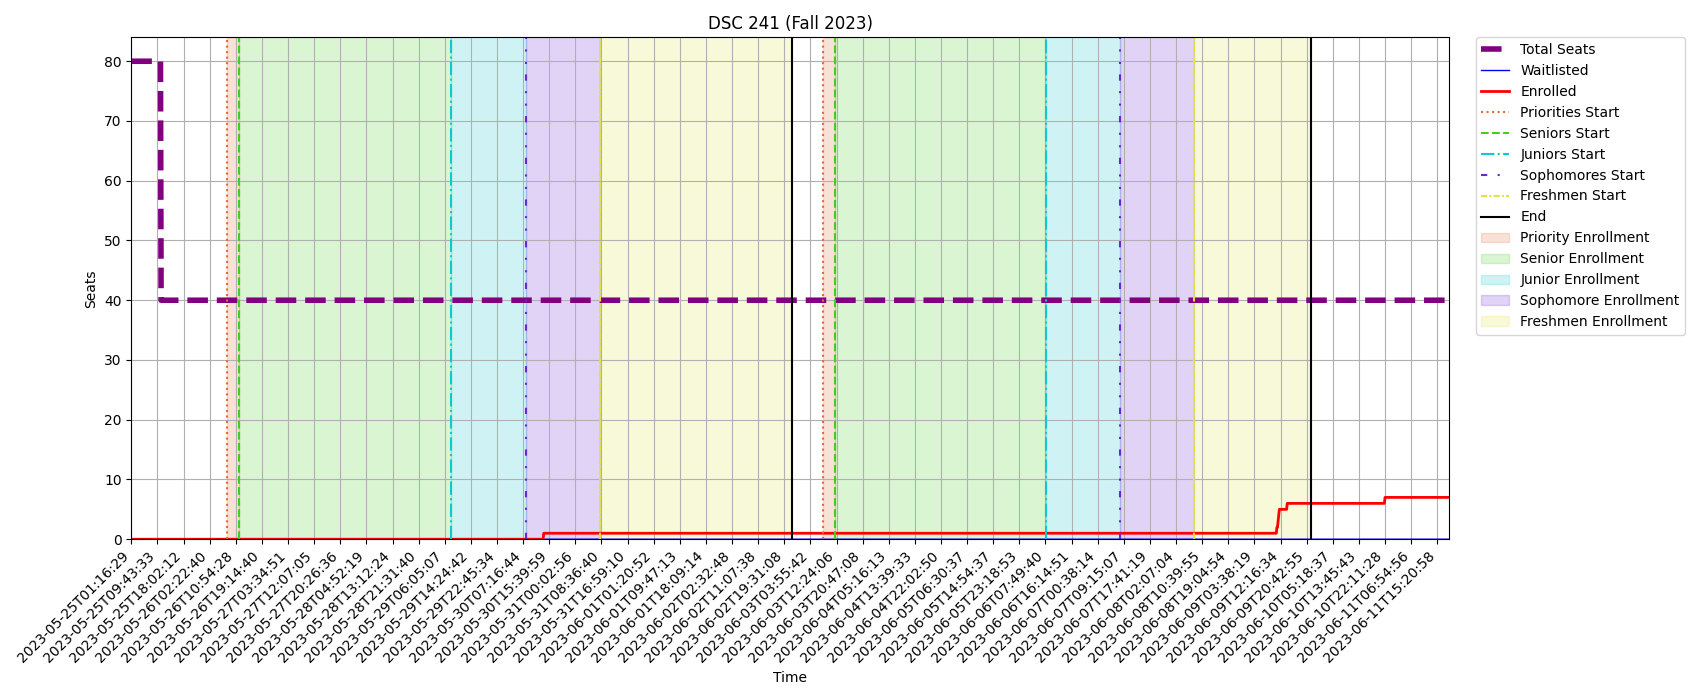 DSC 241 (Fall 2023)
Seats
80
70
60
50
40
30
20
10
0
2023-05-25T01:16:29
2023-05-25T09:43:33
2023-05-25T18:02:12
2023-05-26T02:22:40
2023-05-26T10:54:28
2023-05-26T19:14:40
2023-05-27T03:34:51
2023-05-27T12:07:05
2023-05-27T20:26:36
2023-05-28T04:52:19
2023-05-28T13:12:24
2023-05-28T21:31:40
2023-05-29T06:05:07
2023-05-29T14:24:42
2023-05-29T22:45:34
2023-05-30T07:16:44
2023-05-30T15:39:59
2023-05-31T00:02:56
2023-05-31T08:36:40
2023-05-31T16:59:10
2023-06-01T01:20:52
2023-06-01T09:47:13
2023-06-01T18:09:14
2023-06-02T02:32:48
2023-06-02T11:07:38
2023-06-02T19:31:08
2023-06-03T03:55:42
2023-06-03T12:24:06
2023-06-03T20:47:08
2023-06-04T05:16:13
2023-06-04T13:39:33
2023-06-04T22:02:50
2023-06-05T06:30:37
2023-06-05T14:54:37
2023-06-05T23:18:53
2023-06-06T07:49:40
2023-06-06T16:14:51
2023-06-07T00:38:14
2023-06-07T09:15:07
2023-06-07T17:41:19
2023-06-08T02:07:04
2023-06-08T10:39:55
2023-06-08T19:04:54
2023-06-09T03:38:19
2023-06-09T12:16:34
2023-06-09T20:42:55
2023-06-10T05:18:37
2023-06-10T13:45:43
2023-06-10T22:11:28
2023-06-11T06:54:56
2023-06-11T15:20:58
Time
Total Seats
Waitlisted
Enrolled
Priorities Start
Seniors Start
Juniors Start
Sophomores Start
Freshmen Start
End
Priority Enrollment
Senior Enrollment
Junior Enrollment
Sophomore Enrollment
Freshmen Enrollment